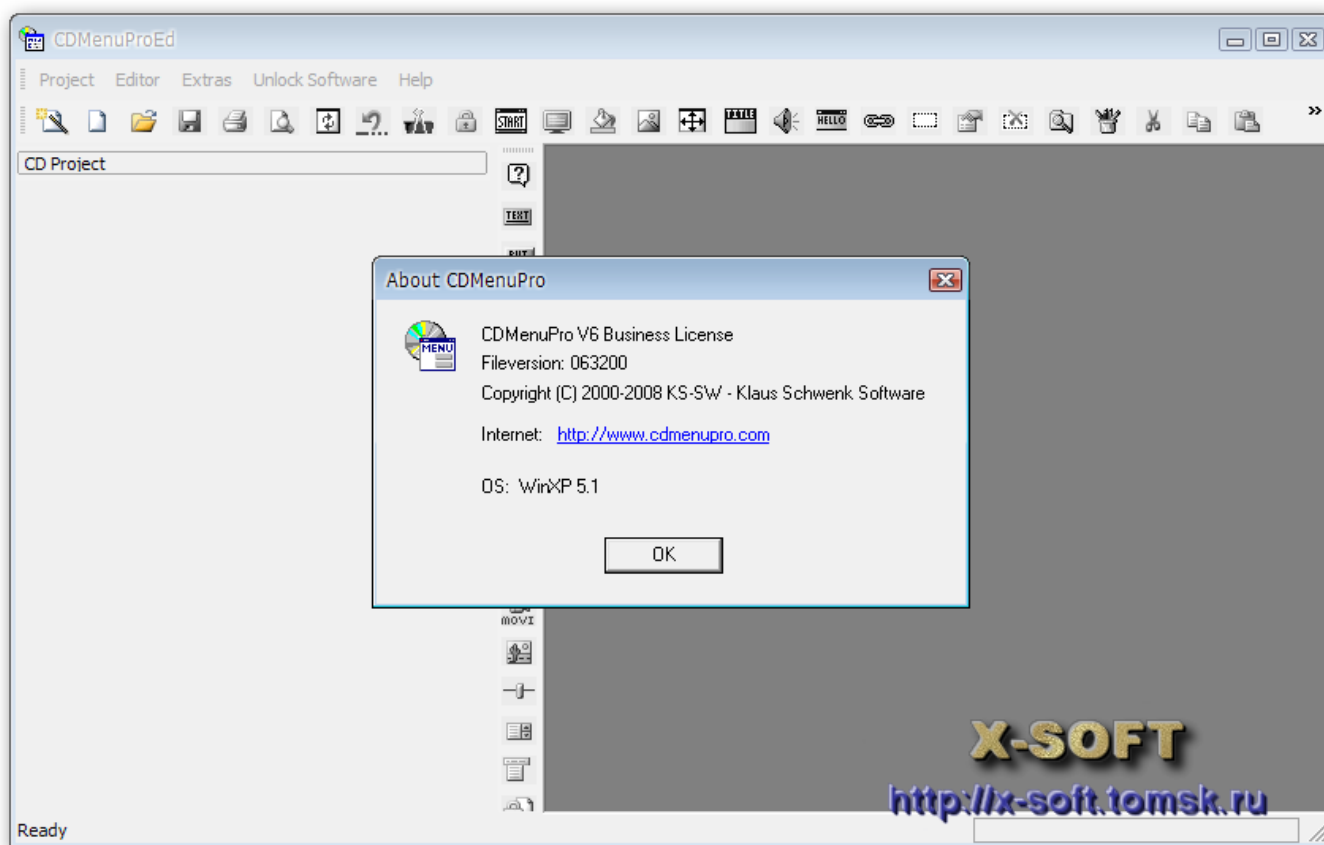 CDMenuProEd
Project Editor Extras Unlock Software Help
START TITLE HELLO
CD Project
TEXT
About CDMenuPro
MENU
CDMenuPro V6 Business License
Fileversion: 063200
Copyright (C) 2000-2008 KS-SW - Klaus Schwenk Software
Internet: http://www.cdmenupro.com
OS: WinXP 5.1
OK
MOVI
X-SOFT
http://x-soft.tomsk.ru
Ready